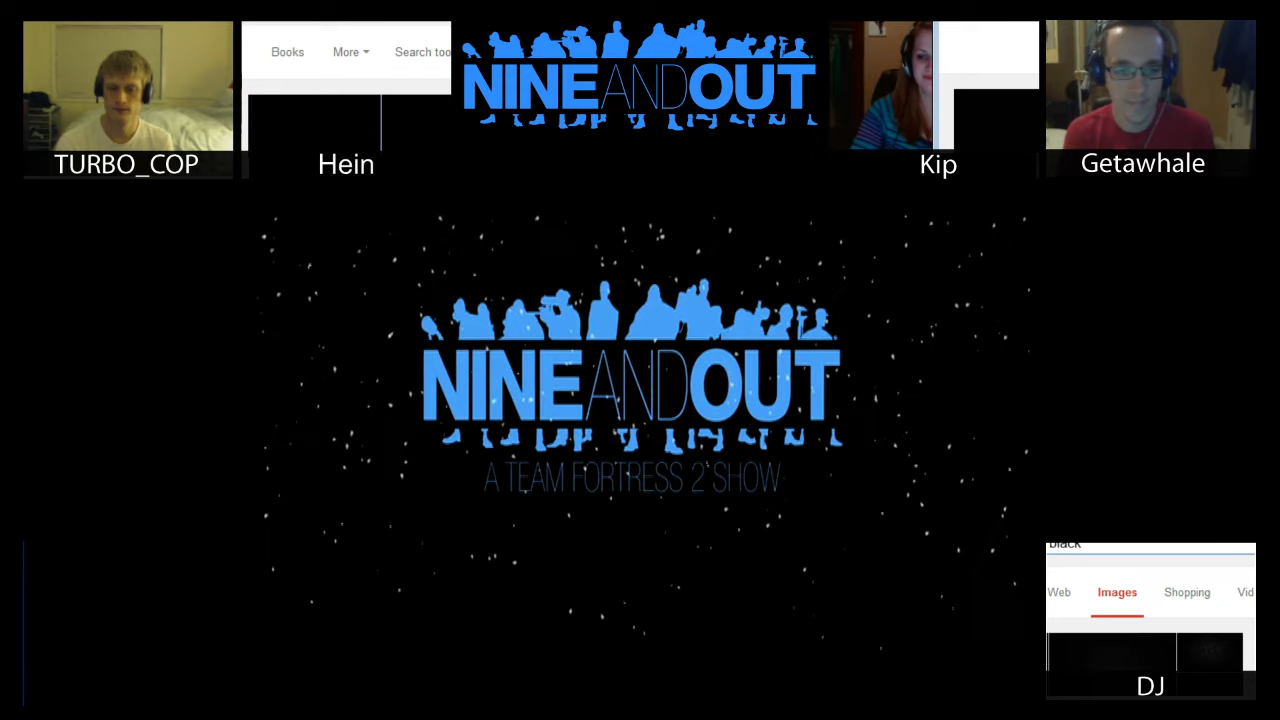 Books More Search too
NINEANDOUT
TURBO_COP
Hein
Kip
Getawhale
NINEANDOUT
A TEAM FORTRESS 2 SHOW
black
Web Images Shopping Vid
DJ